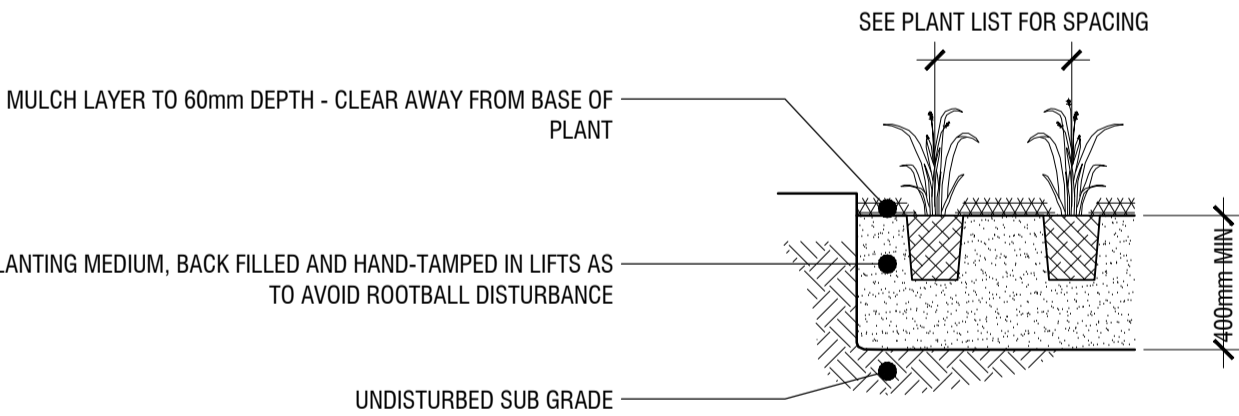 SEE PLANT LIST FOR SPACING
MULCH LAYER TO 60mm DEPTH - CLEAR AWAY FROM BASE OF
PLANT
MEDIUM, BACK FILLED AND HAND-TAMPED IN LIFTS AS
TO AVOID ROOTBALL DISTURBANCE
400mm MIN
UNDISTURBED SUB GRADE